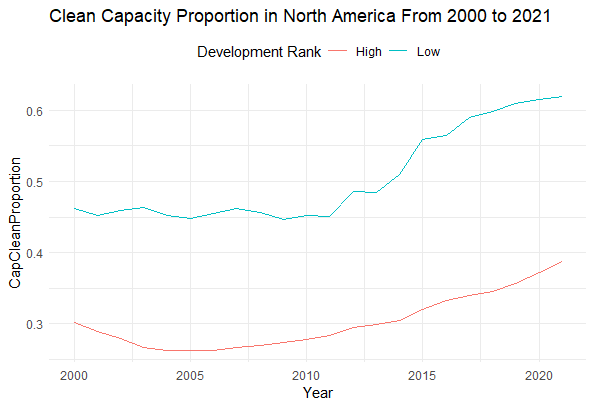 Clean Capacity Proportion in North America From 2000 to 2021
Development Rank High Low
CapCleanProportion
0.6
0.5
0.4
0.3
2000 2005 2010 2015 2020
Year